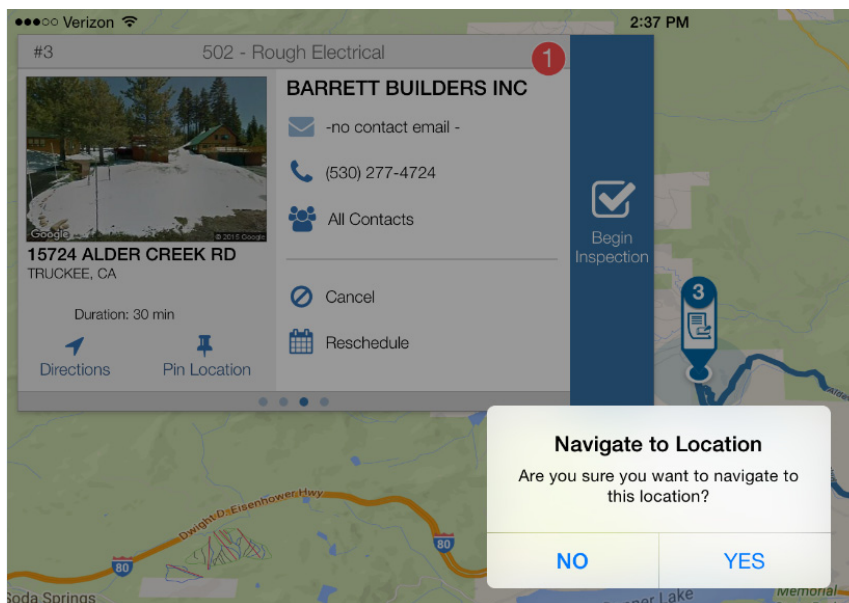 Verizon
2:37 PM
#3
502 - Rough Electrical
1
BARRETT BUILDERS INC
-no contact email -
(530) 277-4724
All Contacts
Google
© 2015 Google
15724 ALDER CREEK RD
TRUCKEE, CA
Duration: 30 min
Directions
Pin Location
Cancel
Reschedule
Begin
Inspection
3
Navigate to Location
Are you sure you want to navigate to
this location?
NO
YES
Dwight D. Eisenhower Hwy
80
80
Soda Springs
Lake
Memorial